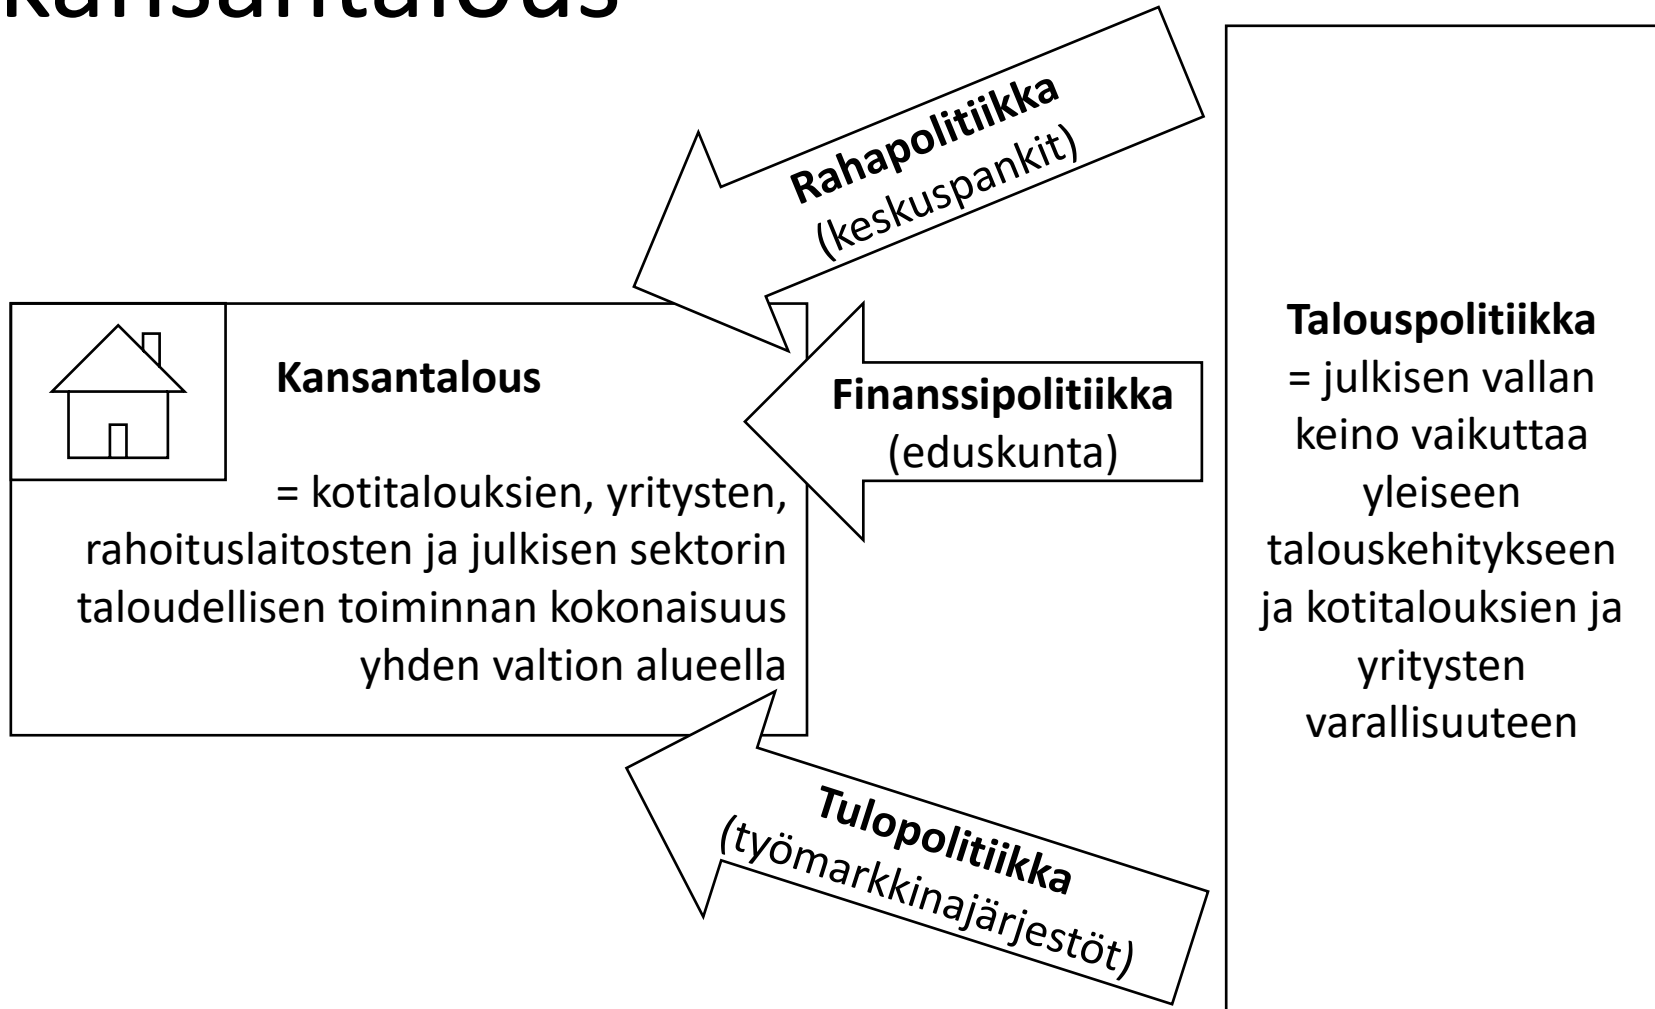 kansantalous
Rahapolitiikka
(keskuspankit)
Kansantalous
= kotitalouksien, yritysten,
rahoituslaitosten ja julkisen sektorin
taloudellisen toiminnan kokonaisuus
yhden valtion alueella
Finanssipolitiikka
(eduskunta)
Tulopolitiikka
(työmarkkinajärjestöt)
Talouspolitiikka
= julkisen vallan
keino vaikuttaa
yleiseen
talouskehitykseen
ja kotitalouksien ja
yritysten
varallisuuteen